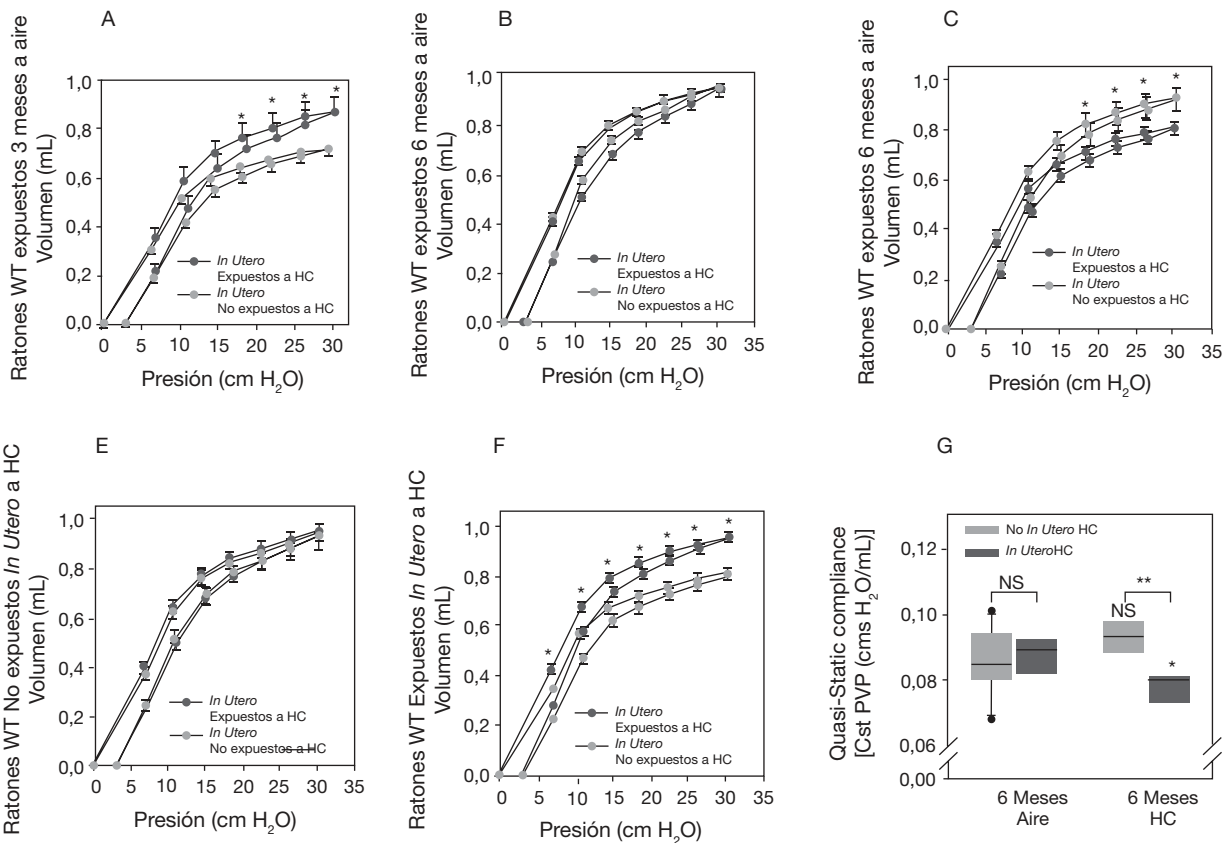 A
Ratones WT expuestos 3 meses a aire
Volumen (mL)
1,0
0,8
0,6
0,4
0,2
0,0
* * * *
In Utero
Expuestos a HC
In Utero
No expuestos a HC
0 5 10 15 20 25 30
Presión (cm H₂O)
B
Ratones WT expuestos 6 meses a aire
Volumen (mL)
1,0
0,8
0,6
0,4
0,2
0,0
In Utero
Expuestos a HC
In Utero
No expuestos a HC
0 5 10 15 20 25 30 35
Presión (cm H₂O)
C
Ratones WT expuestos 6 meses a aire
Volumen (mL)
1,0
0,8
0,6
0,4
0,2
0,0
* * * *
In Utero
Expuestos a HC
In Utero
No expuestos a HC
0 5 10 15 20 25 30 35
Presión (cm H₂O)
E
Ratones WT No expuestos In Utero a HC
Volumen (mL)
1,0
0,8
0,6
0,4
0,2
0,0
In Utero
Expuestos a HC
In Utero
No expuestos a HC
0 5 10 15 20 25 30 35
Presión (cm H₂O)
F
Ratones WT Expuestos In Utero a HC
Volumen (mL)
1,0
0,8
0,6
0,4
0,2
0,0
* * * * * * *
In Utero
Expuestos a HC
In Utero
No expuestos a HC
0 5 10 15 20 25 30 35
Presión (cm H₂O)
G
Quasi-Static compliance
[Cst PVP (cms H₂O/mL)]
0,12
0,10
0,08
0,06
0,00
No In Utero HC
In UteroHC
NS
**
NS
*
6 Meses
Aire
6 Meses
HC